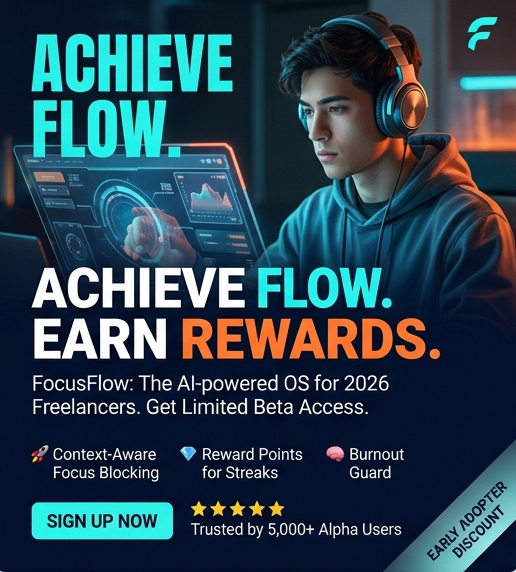 ACHIEVE
FLOW.
ACHIEVE FLOW.
EARN REWARDS.
FocusFlow: The AI-powered OS for 2026
Freelancers. Get Limited Beta Access.
🚀 Context-Aware
Focus Blocking
💎 Reward Points
for Streaks
🧠 Burnout
Guard
SIGN UP NOW
Trusted by 5,000+ Alpha Users
EARLY ADOPTER
DISCOUNT